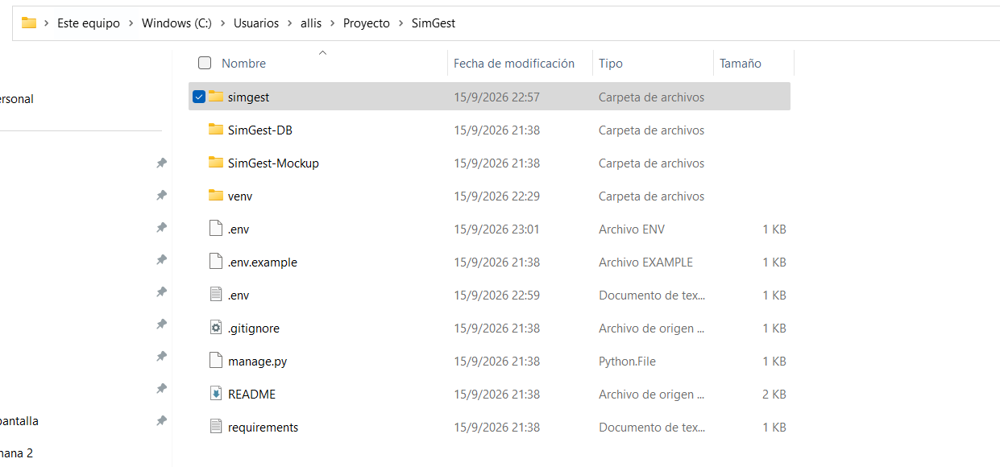 Este equipo > Windows (C:) > Usuarios > allis > Proyecto > SimGest
Nombre Fecha de modificación Tipo Tamaño
simgest 15/9/2026 22:57 Carpeta de archivos
ersonal
SimGest-DB 15/9/2026 21:38 Carpeta de archivos
SimGest-Mockup 15/9/2026 21:38 Carpeta de archivos
venv 15/9/2026 22:29 Carpeta de archivos
.env 15/9/2026 23:01 Archivo ENV 1 KB
.env.example 15/9/2026 21:38 Archivo EXAMPLE 1 KB
.env 15/9/2026 22:59 Documento de tex... 1 KB
.gitignore 15/9/2026 21:38 Archivo de origen ... 1 KB
manage.py 15/9/2026 21:38 Python.File 1 KB
README 15/9/2026 21:38 Archivo de origen ... 2 KB
pantalla
requirements 15/9/2026 21:38 Documento de tex... 1 KB
mana 2